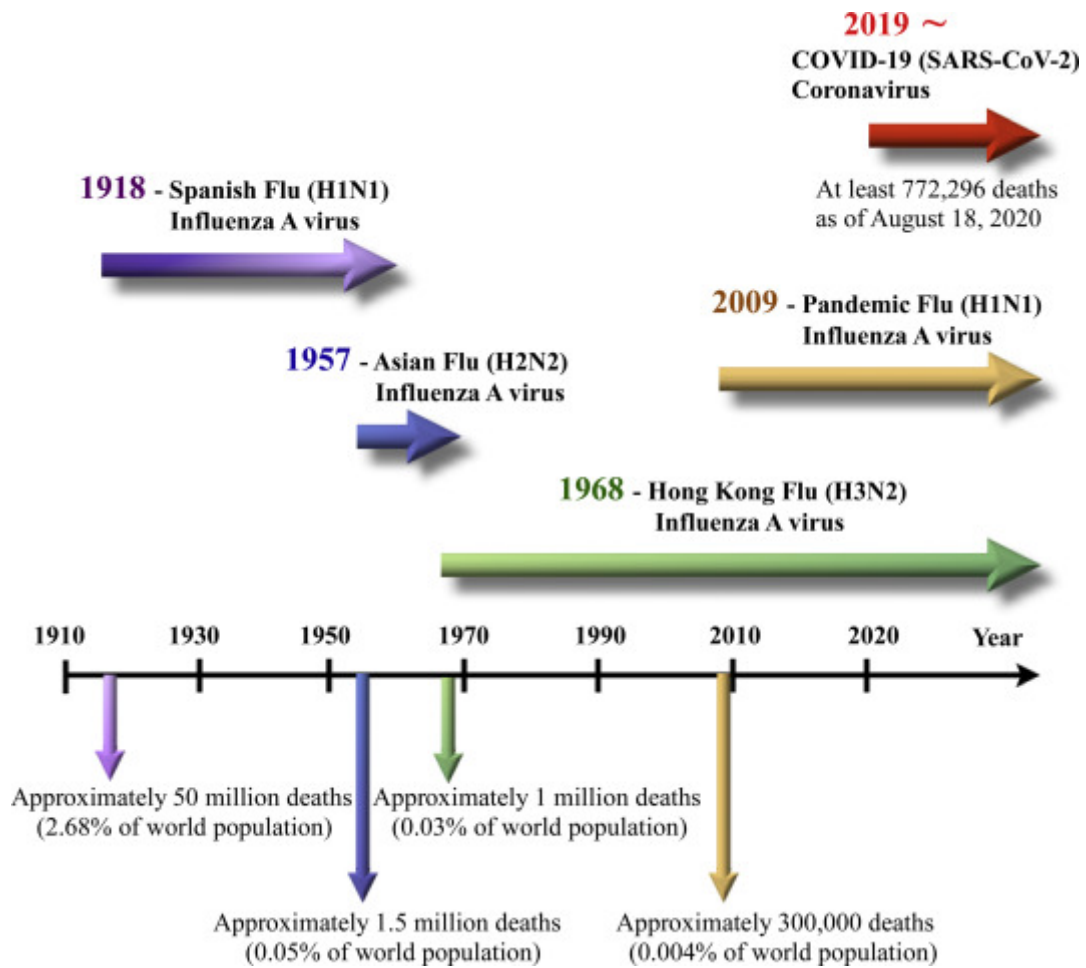 2019 ~
COVID-19 (SARS-CoV-2)
Coronavirus
At least 772,296 deaths
as of August 18, 2020
1918 - Spanish Flu (H1N1)
Influenza A virus
2009 - Pandemic Flu (H1N1)
Influenza A virus
1957 - Asian Flu (H2N2)
Influenza A virus
1968 - Hong Kong Flu (H3N2)
Influenza A virus
1910 1930 1950 1970 1990 2010 2020 Year
Approximately 50 million deaths
(2.68% of world population)
Approximately 1 million deaths
(0.03% of world population)
Approximately 1.5 million deaths
(0.05% of world population)
Approximately 300,000 deaths
(0.004% of world population)